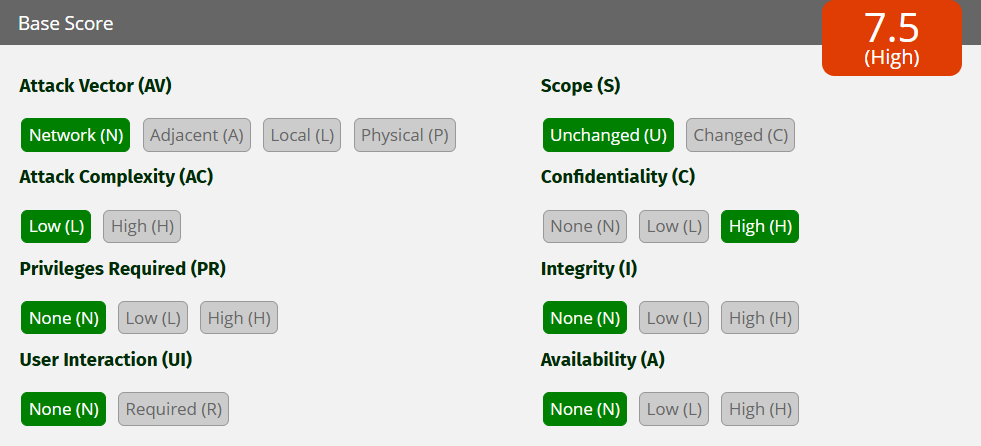 Base Score
7.5
(High)
Attack Vector (AV)
Network (N) Adjacent (A) Local (L) Physical (P)
Attack Complexity (AC)
Low (L) High (H)
Privileges Required (PR)
None (N) Low (L) High (H)
User Interaction (UI)
None (N) Required (R)
Scope (S)
Unchanged (U) Changed (C)
Confidentiality (C)
None (N) Low (L) High (H)
Integrity (I)
None (N) Low (L) High (H)
Availability (A)
None (N) Low (L) High (H)